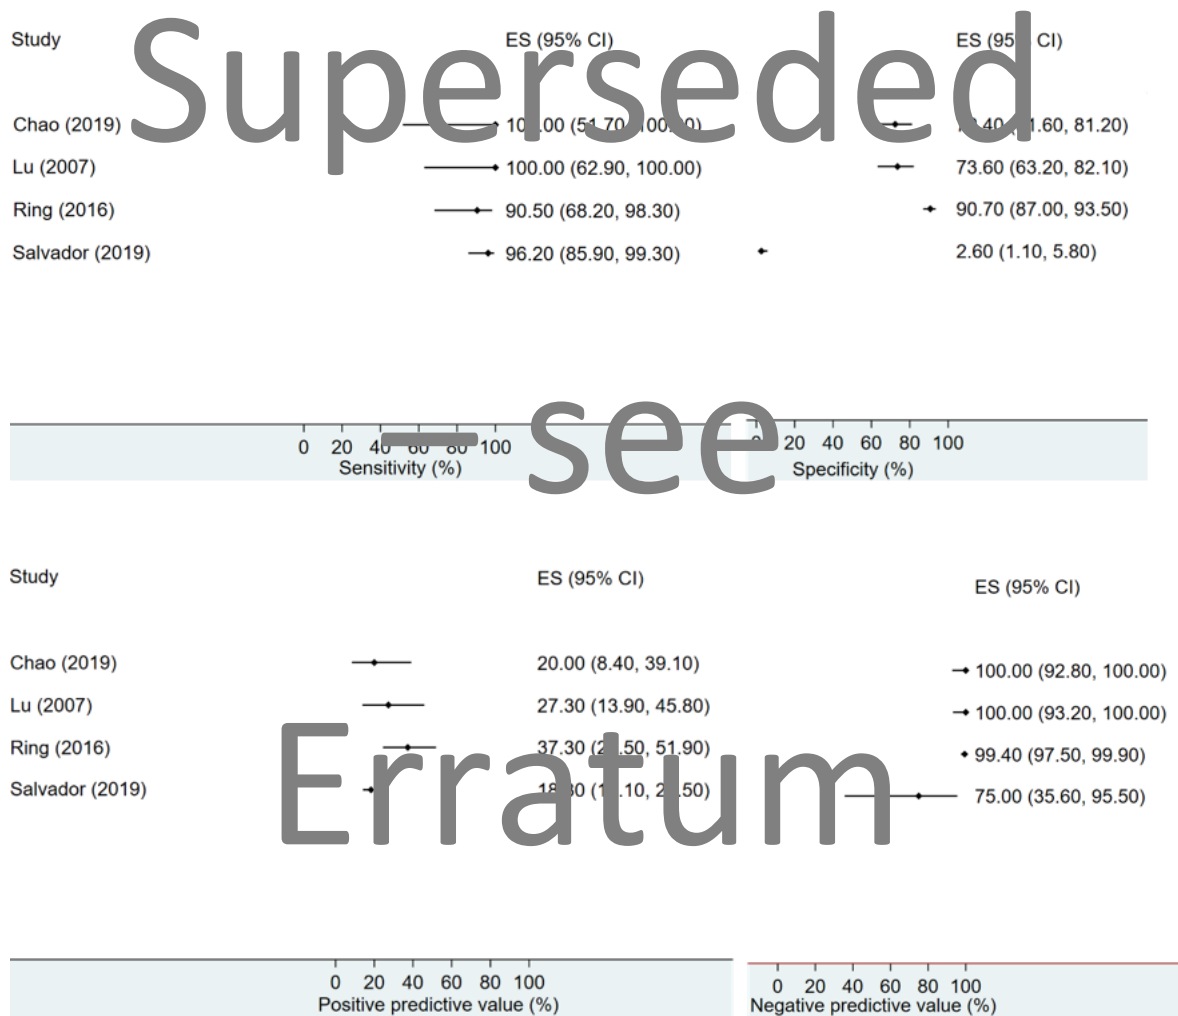 Superseded
Study ES (95% CI) ES (95% CI)
Chao (2019)
Lu (2007) 100.00 (62.90, 100.00) 73.60 (63.20, 82.10)
Ring (2016) 90.50 (68.20, 98.30) 90.70 (87.00, 93.50)
Salvador (2019) 96.20 (85.90, 99.30) 2.60 (1.10, 5.80)
– see
0 20 40 60 80 100 0 20 40 60 80 100
Sensitivity (%) Specificity (%)
Study ES (95% CI) ES (95% CI)
Chao (2019) 20.00 (8.40, 39.10) 100.00 (92.80, 100.00)
Lu (2007) 27.30 (13.90, 45.80) 100.00 (93.20, 100.00)
Ring (2016) 99.40 (97.50, 99.90)
Erratum
Salvador (2019) 75.00 (35.60, 95.50)
0 20 40 60 80 100 0 20 40 60 80 100
Positive predictive value (%) Negative predictive value (%)